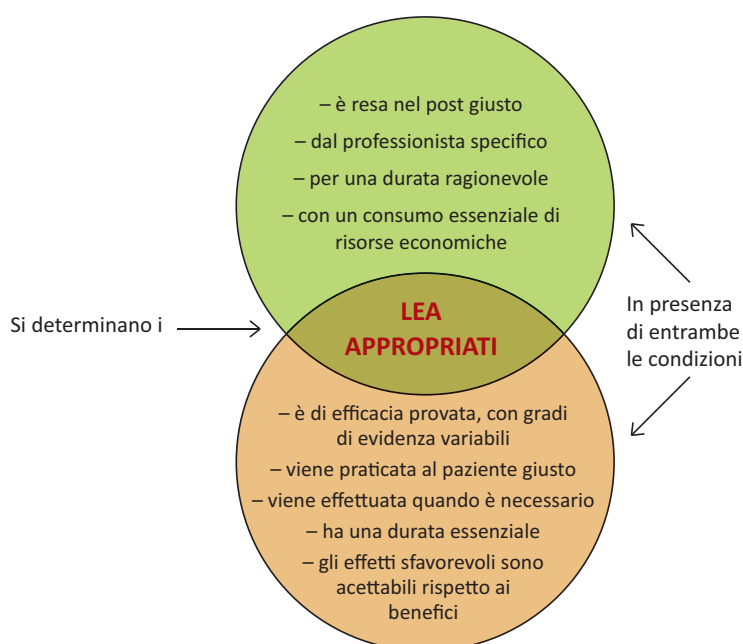 – è resa nel post giusto
– dal professionista specifico
– per una durata ragionevole
– con un consumo essenziale di
risorse economiche
Si determinano i
LEA
APPROPRIATI
In presenza
di entrambe
le condizioni
– è di efficacia provata, con gradi
di evidenza variabili
– viene praticata al paziente giusto
– viene effettuata quando è necessario
– ha una durata essenziale
– gli effetti sfavorevoli sono
acettabili rispetto ai
benefici